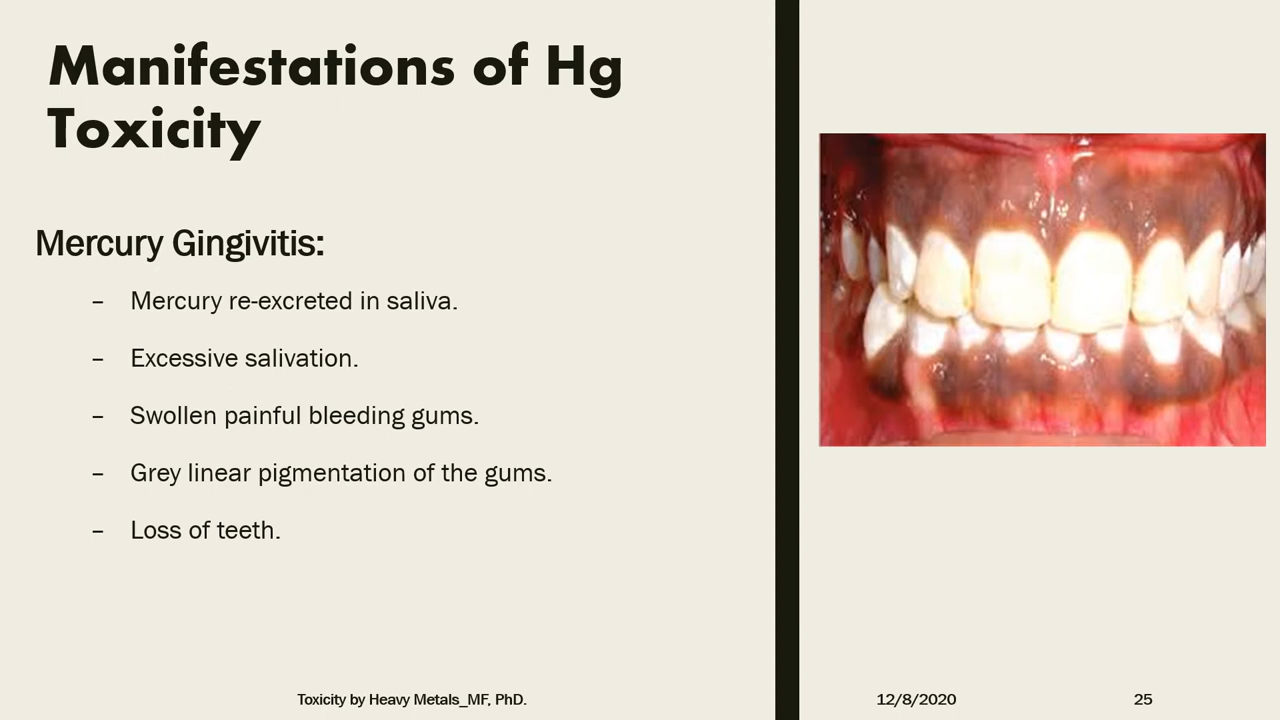 Manifestations of Hg
Toxicity
Mercury Gingivitis:
– Mercury re-excreted in saliva.
– Excessive salivation.
– Swollen painful bleeding gums.
– Grey linear pigmentation of the gums.
– Loss of teeth.
Toxicity by Heavy Metals_MF, PhD.
12/8/2020
25